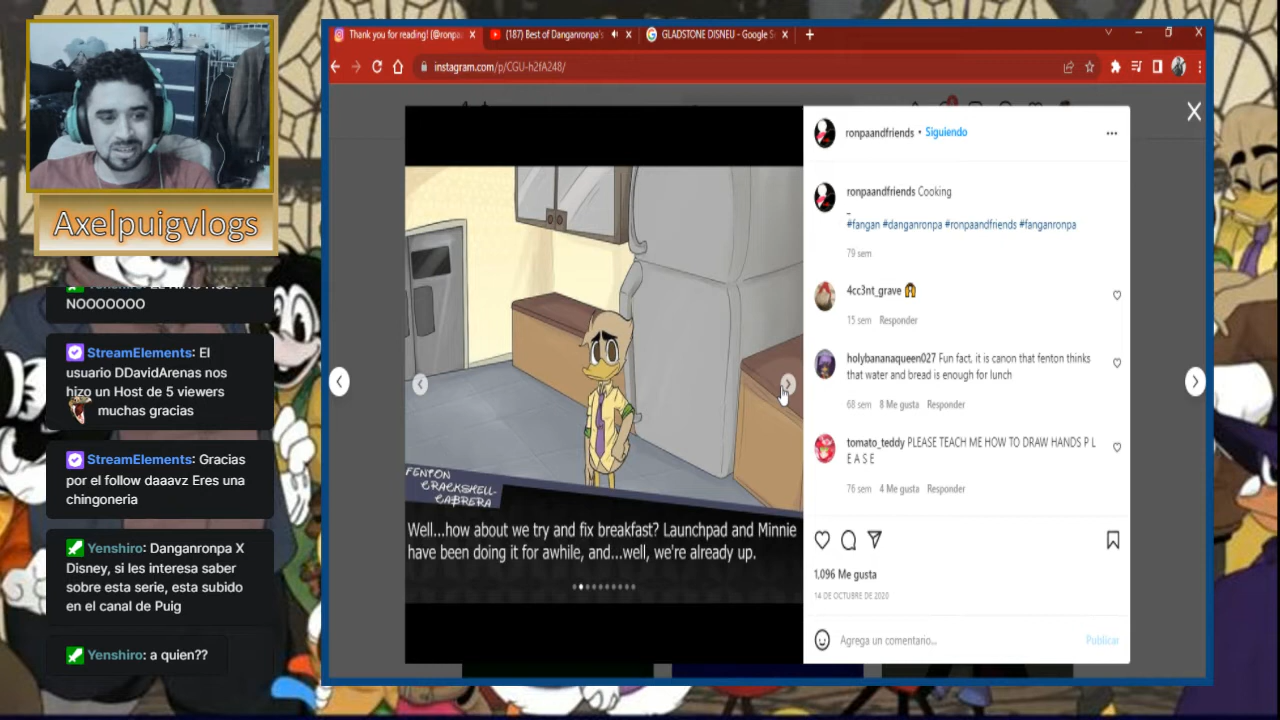 Thank you for reading! (@ronpa
(187) Best of Danganronpa's
GLADSTONE DISNEU - Google S
instagram.com/p/CGU-h2fA248/
Axelpuigvlogs
NOOOOOO
StreamElements: El
usuario DDavidArenas nos
hizo un Host de 5 viewers
muchas gracias
StreamElements: Gracias
por el follow daaavz Eres una
chingoneria
Yenshiro: Danganronpa X
Disney, si les interesa saber
sobre esta serie, esta subido
en el canal de Puig
Yenshiro: a quien??
FENTON
CRACKSHELL-
CABRERA
Well...how about we try and fix breakfast? Launchpad and Minnie
have been doing it for awhile, and...well, we're already up.
ronpaandfriends • Siguiendo
ronpaandfriends Cooking
_
#fangan #danganronpa #ronpaandfriends #fanganronpa
79 sem
4cc3nt_grave
15 sem Responder
holybananaqueen027 Fun fact, it is canon that fenton thinks
that water and bread is enough for lunch
68 sem 8 Me gusta Responder
tomato_teddy PLEASE TEACH ME HOW TO DRAW HANDS P L
E A S E
76 sem 4 Me gusta Responder
1,096 Me gusta
14 DE OCTUBRE DE 2020
Agrega un comentario...
Publicar